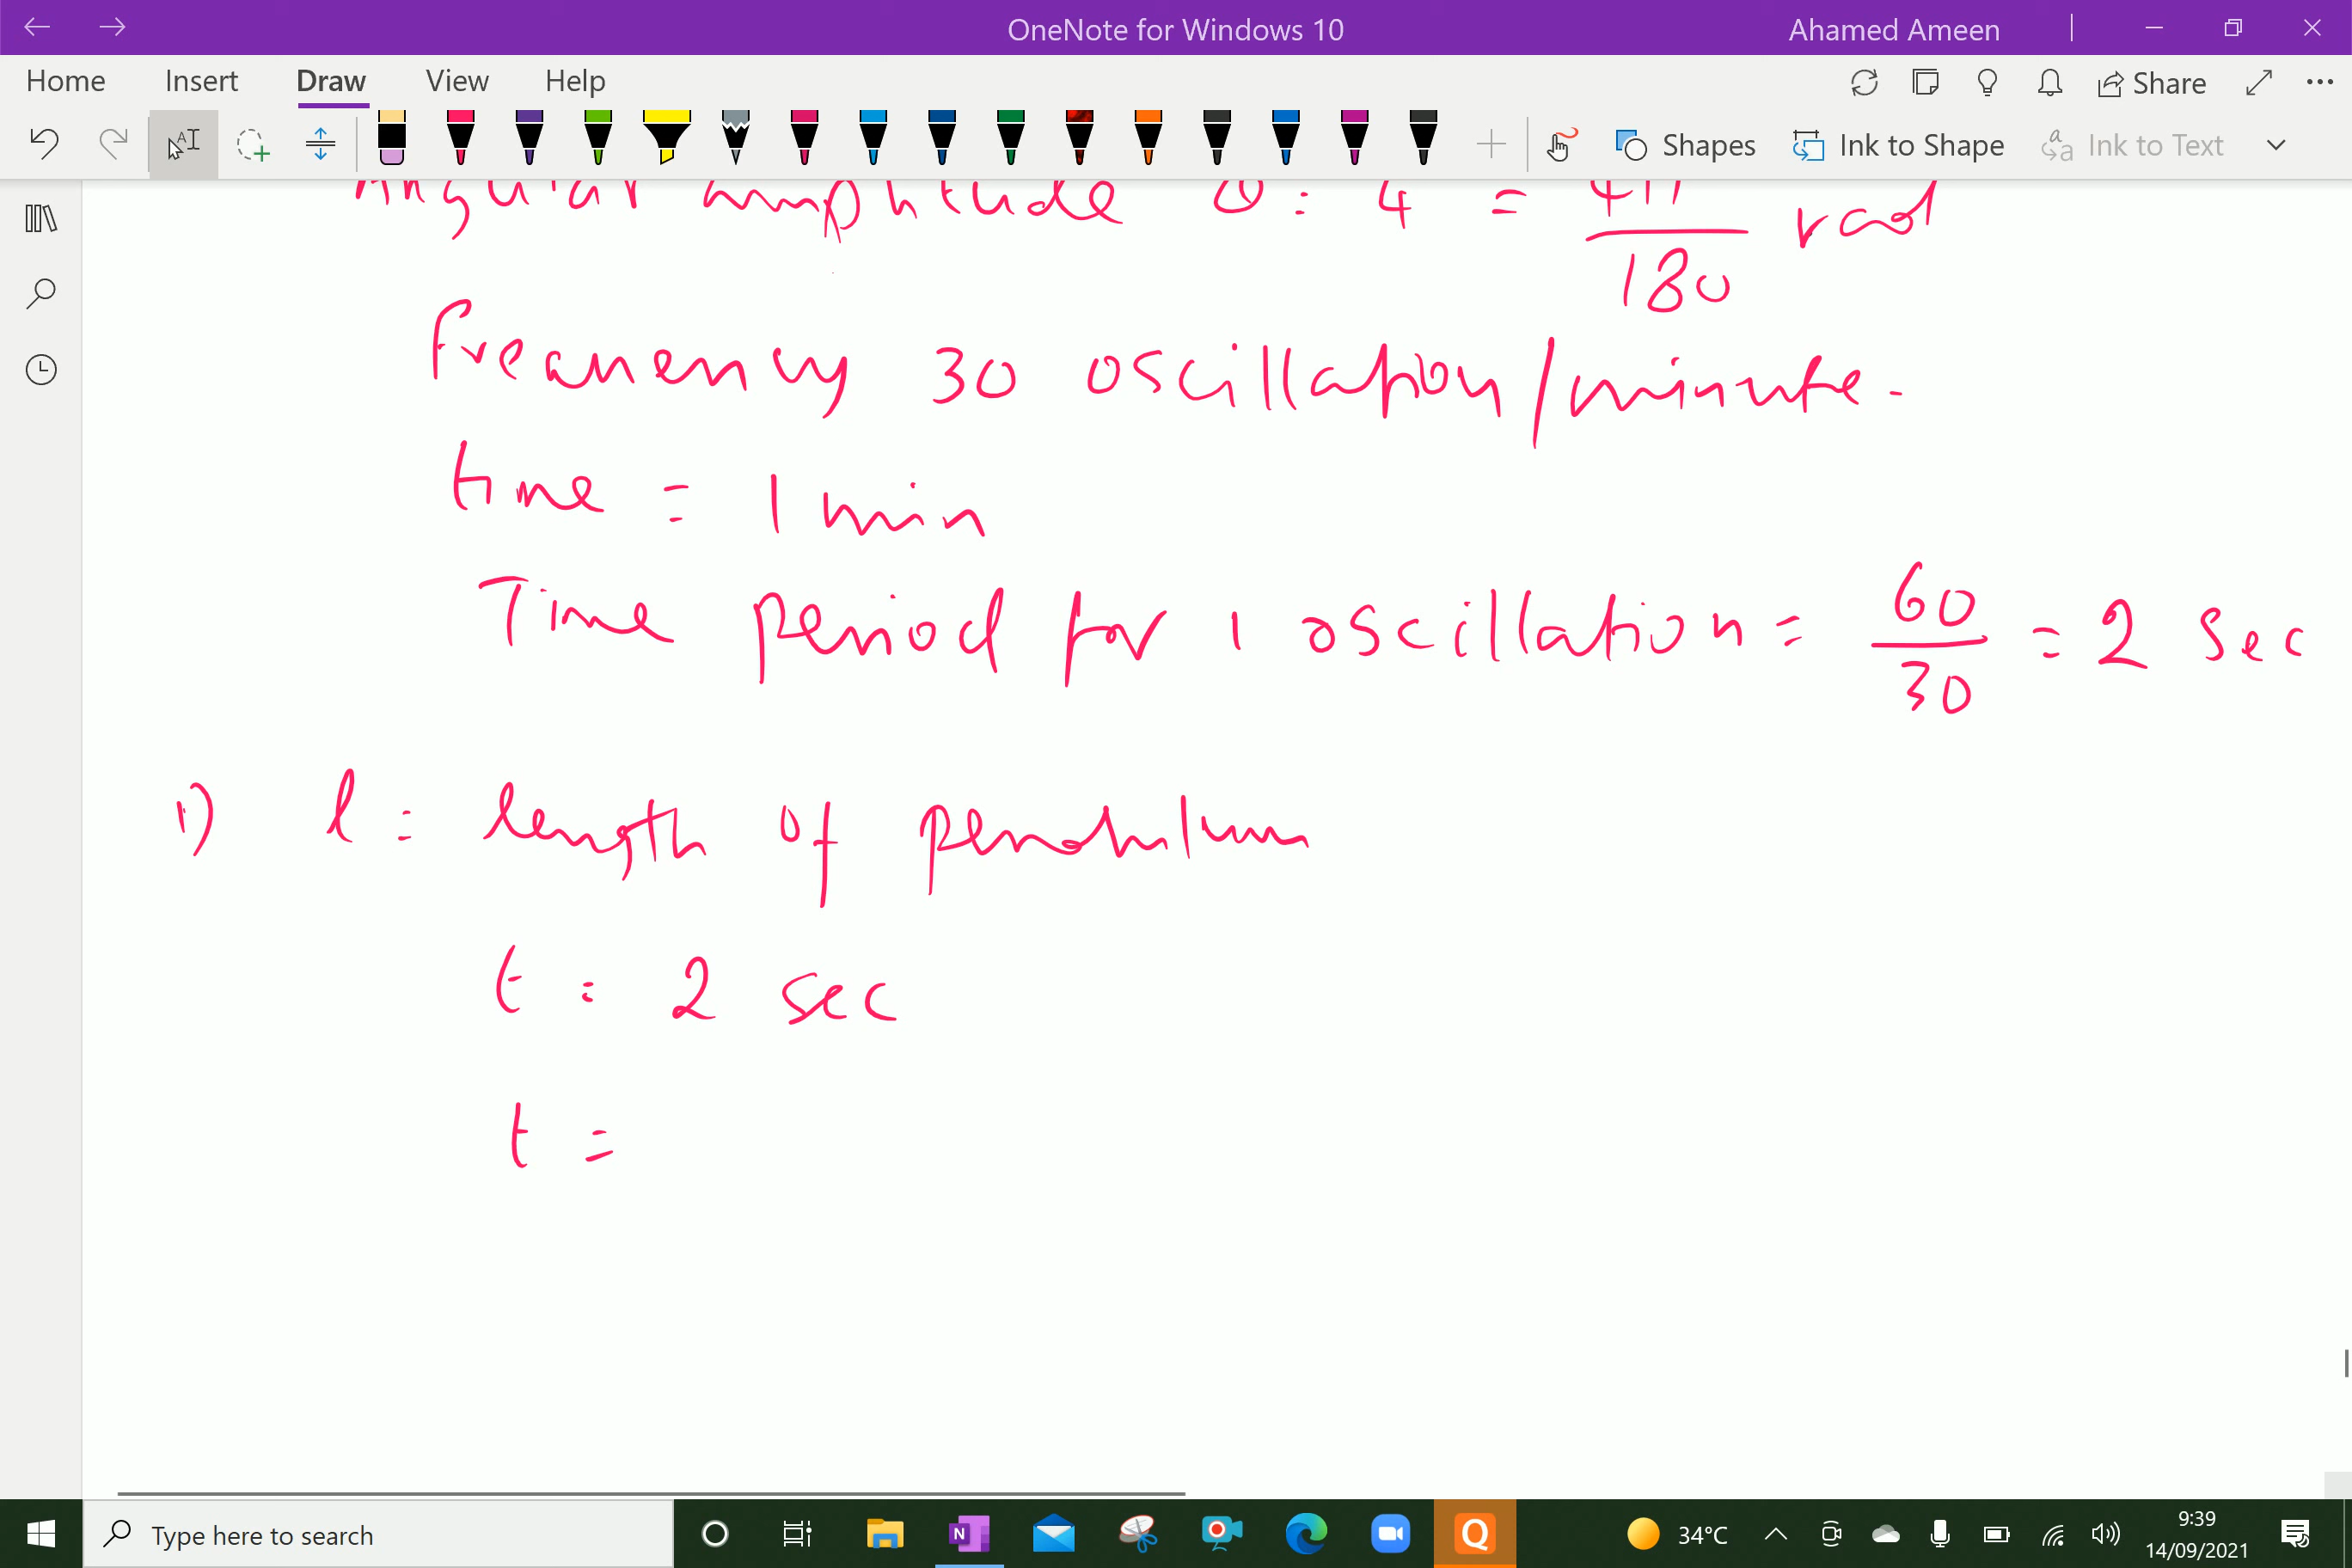 OneNote for Windows 10 Ahamed Ameen
Home Insert Draw View Help Share
Shapes Ink to Shape Ink to Text
Angular amplitude θ = 4 = 4π/180 rad
frequency 30 oscillation/minute.
time = 1 min
Time period for 1 oscillation = 60/30 = 2 sec
1) l = length of pendulum
t = 2 sec
t =
Type here to search
34°C
9:39
14/09/2021